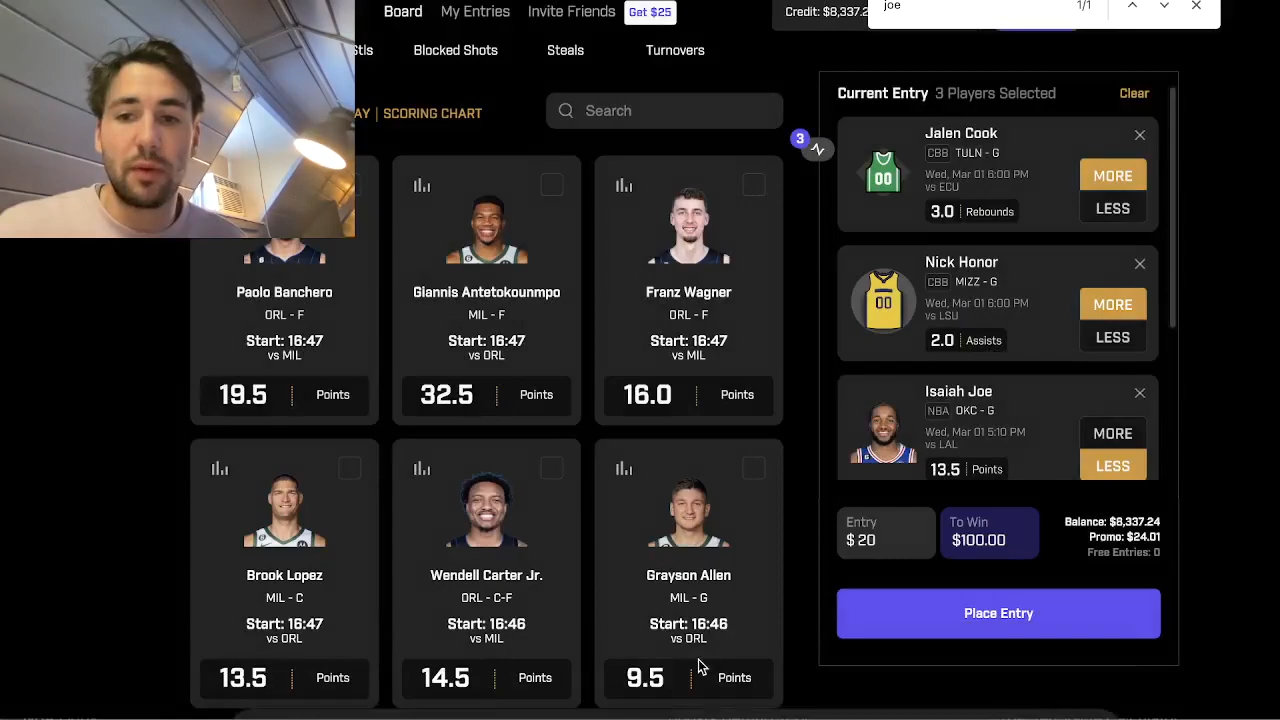 Board My Entries Invite Friends Get $25
Credit: $8,337.2
joe 1/1
Blocked Shots Steals Turnovers
SCORING CHART
Search
Paolo Banchero
ORL - F
Start: 16:47
vs MIL
19.5 Points
Giannis Antetokounmpo
MIL - F
Start: 16:47
vs ORL
32.5 Points
Franz Wagner
ORL - F
Start: 16:47
vs MIL
16.0 Points
Brook Lopez
MIL - C
Start: 16:47
vs ORL
13.5 Points
Wendell Carter Jr.
ORL - C-F
Start: 16:46
vs MIL
14.5 Points
Grayson Allen
MIL - G
Start: 16:46
vs ORL
9.5 Points
3
Current Entry 3 Players Selected Clear
Jalen Cook
CBB TULN - G
Wed, Mar 01 6:00 PM
vs ECU
3.0 Rebounds
MORE
LESS
00
Nick Honor
CBB MIZZ - G
Wed, Mar 01 6:00 PM
vs LSU
2.0 Assists
MORE
LESS
00
Isaiah Joe
NBA OKC - G
Wed, Mar 01 5:10 PM
vs LAL
13.5 Points
MORE
LESS
Entry
$ 20
To Win
$100.00
Balance: $8,337.24
Promo: $24.01
Free Entries: 0
Place Entry